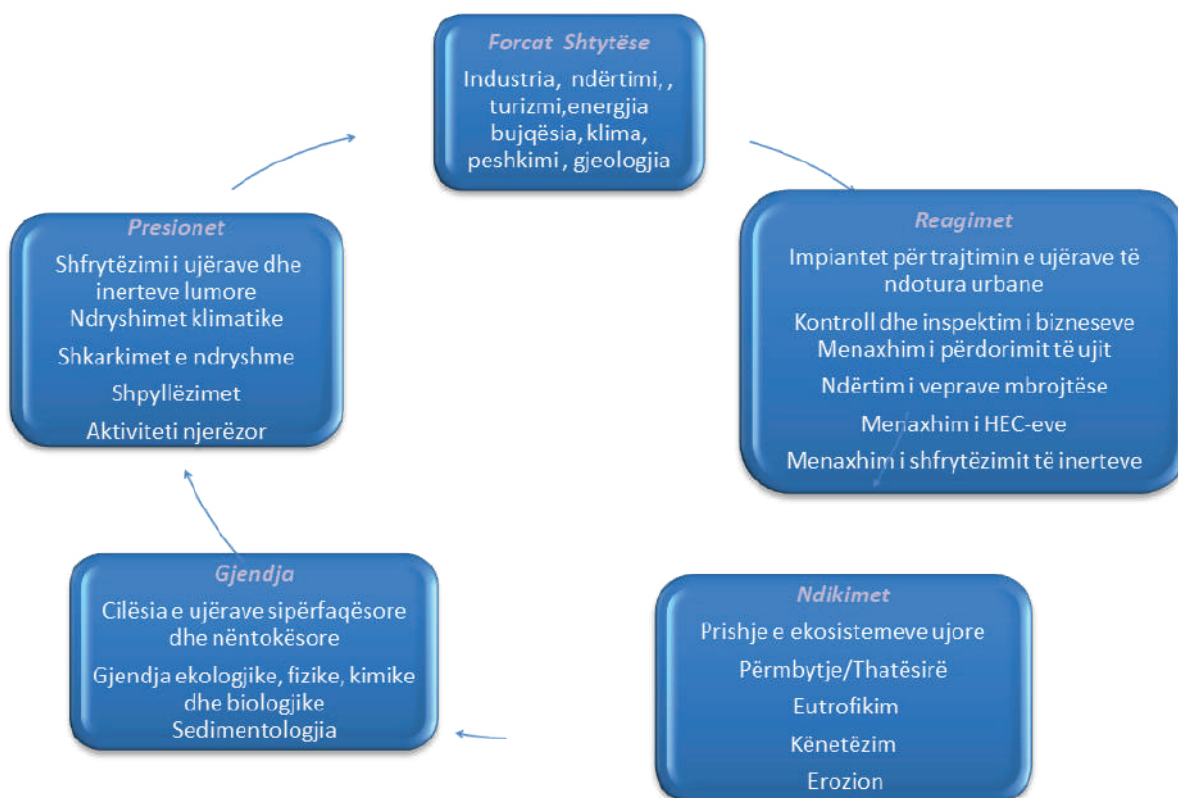 Forcat Shtytëse
Industria, ndërtimi, ,
turizmi,energjia
bujqësia, klima,
peshkimi , gjeologjia
Reagimet
Impiantet për trajtimin e ujërave të
ndotura urbane
Kontroll dhe inspektim i bizneseve
Menaxhim i përdorimit të ujit
Ndërtim i veprave mbrojtëse
Menaxhim i HEC-eve
Menaxhim i shfrytëzimit të inerteve
Ndikimet
Prishje e ekosistemeve ujore
Përmbytje/Thatësirë
Eutrofikim
Kënetëzim
Erozion
Gjendja
Cilësia e ujërave sipërfaqësore
dhe nëntokësore
Gjendja ekologjike, fizike, kimike
dhe biologjike
Sedimentologjia
Presionet
Shfrytëzimi i ujërave dhe
inerteve lumore
Ndryshimet klimatike
Shkarkimet e ndryshme
Shpyllëzimet
Aktiviteti njerëzor